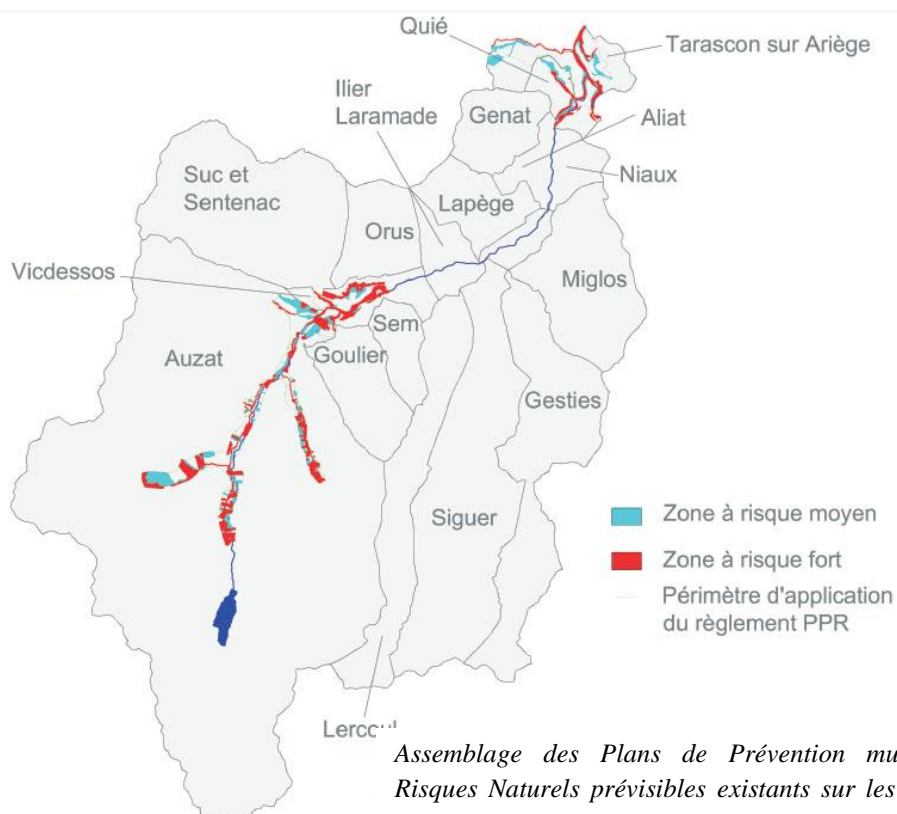 Quié
Tarascon sur Ariège
Ilier
Laramade
Genat
Aliat
Suc et
Sentenac
Niaux
Lapège
Orus
Vicdessos
Miglos
Sem
Auzat
Goulier
Gesties
Siguer
Zone à risque moyen
Zone à risque fort
Périmètre d'application
du règlement PPR
Assemblage des Plans de Prévention
Risques Naturels prévisibles existants sur les